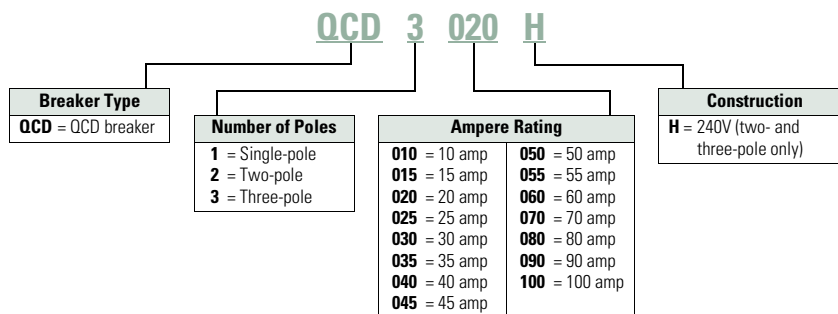 QCD 3 020 H
Breaker Type
QCD = QCD breaker
Number of Poles
1 = Single-pole
2 = Two-pole
3 = Three-pole
Ampere Rating
010 = 10 amp
015 = 15 amp
020 = 20 amp
025 = 25 amp
030 = 30 amp
035 = 35 amp
040 = 40 amp
045 = 45 amp
050 = 50 amp
055 = 55 amp
060 = 60 amp
070 = 70 amp
080 = 80 amp
090 = 90 amp
100 = 100 amp
Construction
H = 240V (two- and
three-pole only)